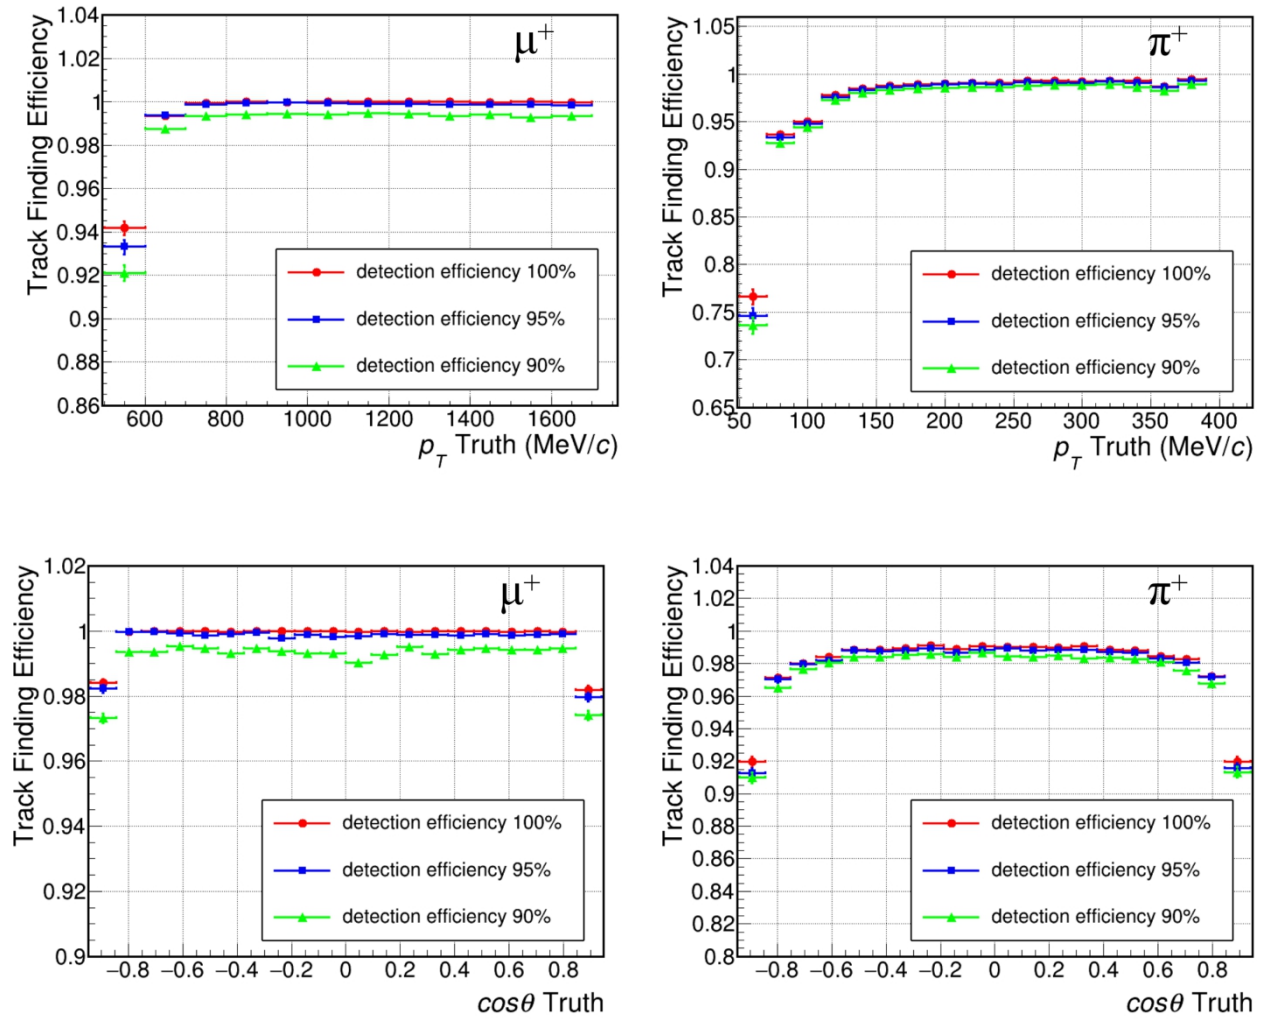 Track Finding Efficiency
1.04
1.02
1
0.98
0.96
0.94
0.92
0.9
0.88
0.86
μ+
detection efficiency 100%
detection efficiency 95%
detection efficiency 90%
600 800 1000 1200 1400 1600
pT Truth (MeV/c)
Track Finding Efficiency
1.05
1
0.95
0.9
0.85
0.8
0.75
0.7
0.65
π+
detection efficiency 100%
detection efficiency 95%
detection efficiency 90%
50 100 150 200 250 300 350 400
pT Truth (MeV/c)
Track Finding Efficiency
1.02
1
0.98
0.96
0.94
0.92
0.9
μ+
detection efficiency 100%
detection efficiency 95%
detection efficiency 90%
−0.8 −0.6 −0.4 −0.2 0 0.2 0.4 0.6 0.8
cosθ Truth
Track Finding Efficiency
1.04
1.02
1
0.98
0.96
0.94
0.92
0.9
0.88
0.86
0.84
0.82
0.8
π+
detection efficiency 100%
detection efficiency 95%
detection efficiency 90%
−0.8 −0.6 −0.4 −0.2 0 0.2 0.4 0.6 0.8
cosθ Truth